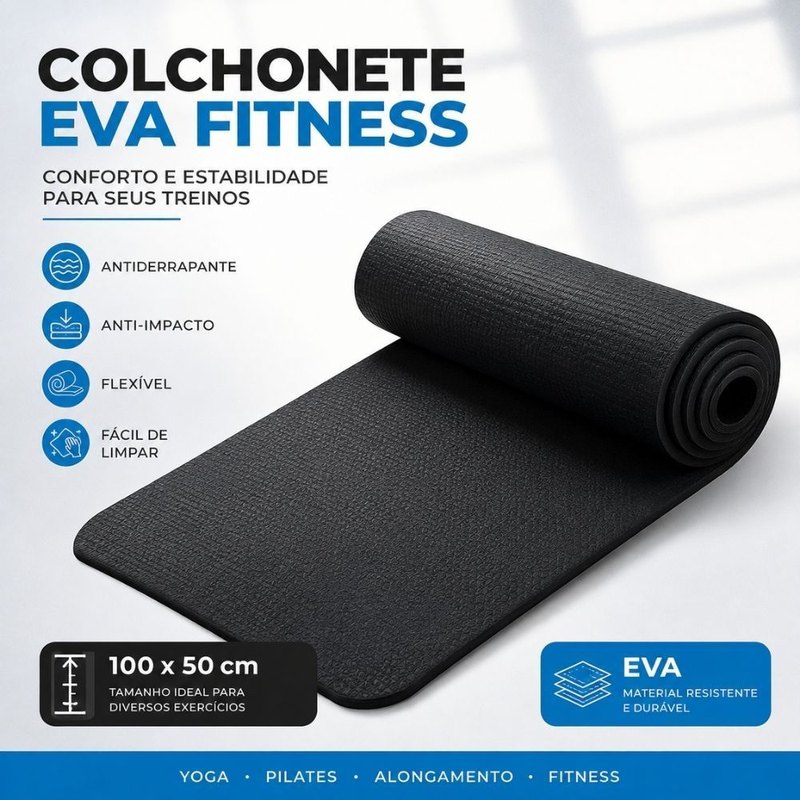 COLCHONETE
EVA FITNESS
CONFORTO E ESTABILIDADE
PARA SEUS TREINOS
ANTIDERRAPANTE
ANTI-IMPACTO
FLEXÍVEL
FÁCIL DE
LIMPAR
100 x 50 cm
TAMANHO IDEAL PARA
DIVERSOS EXERCÍCIOS
EVA
MATERIAL RESISTENTE
E DURÁVEL
YOGA • PILATES • ALONGAMENTO • FITNESS